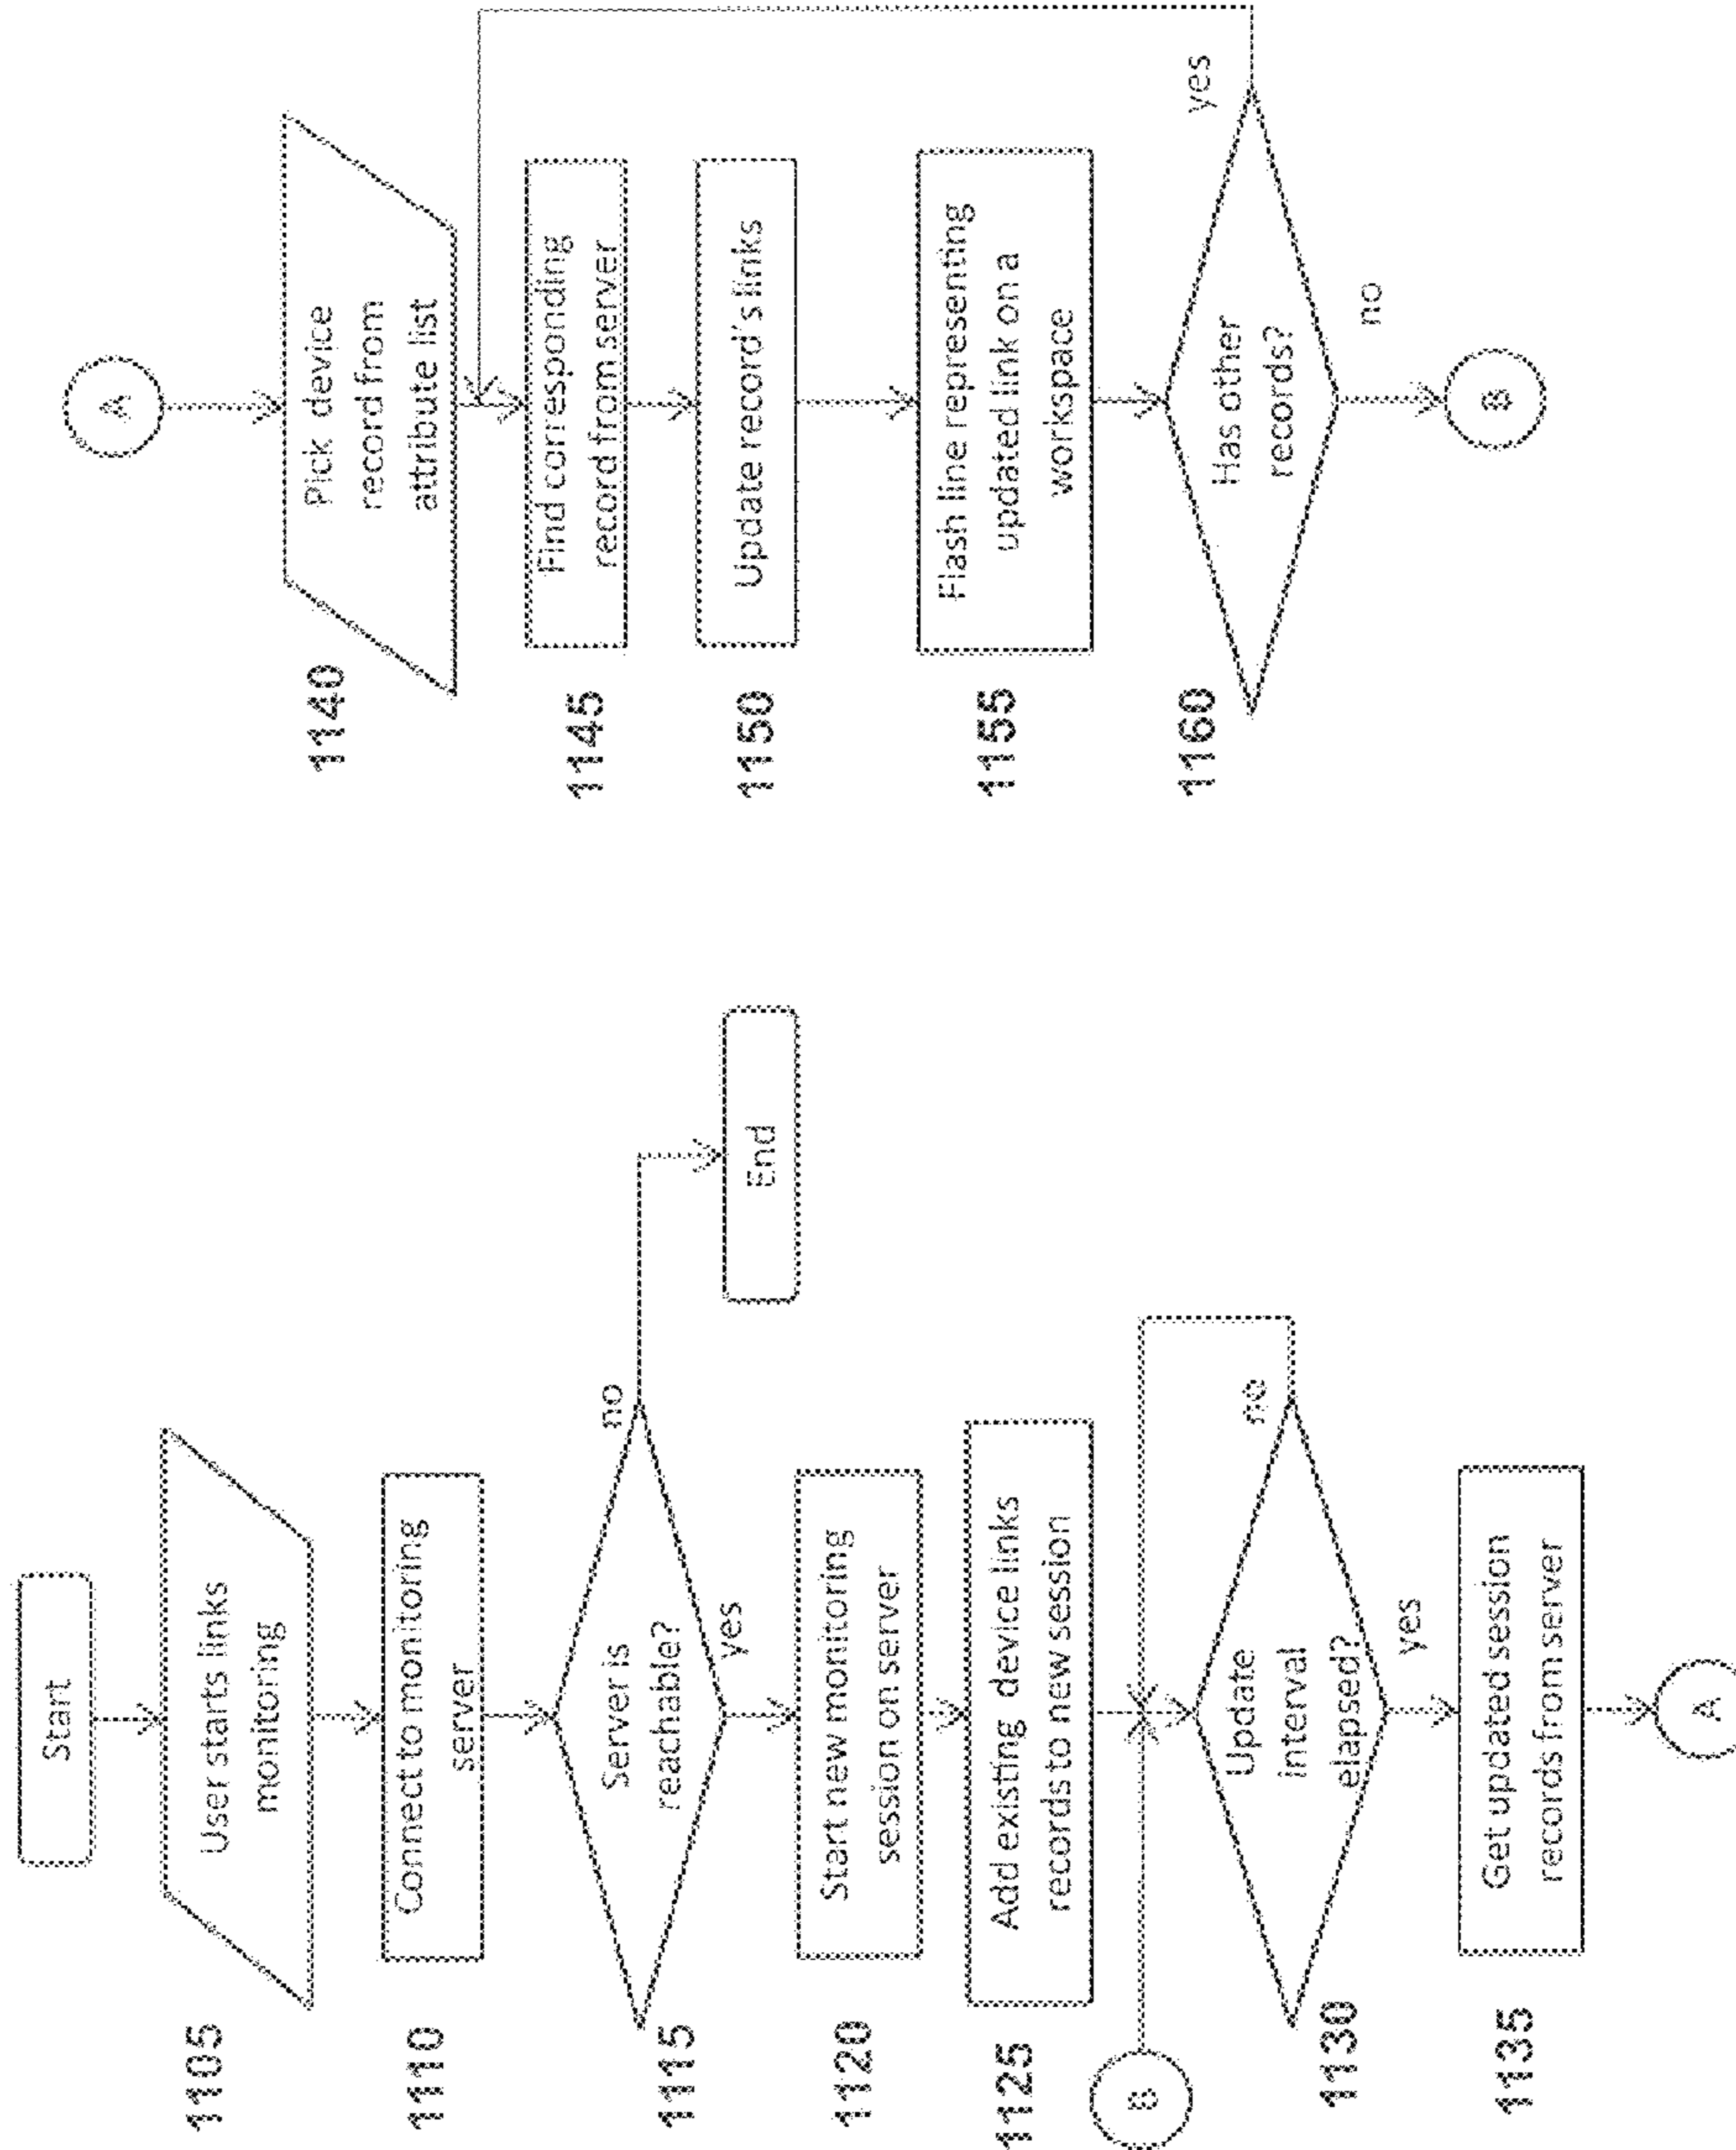 Start
1105
User starts links
monitoring
1110
Connect to monitoring
server
1115
Server is
reachable?
no
End
yes
1120
Start new monitoring
session on server
1125
Add existing device links
records to new session
B
1130
Update
interval
elapsed?
no
yes
1135
Get updated session
records from server
A
A
1140
Pick device
record from
attribute list
1145
Find corresponding
record from server
1150
Update record's links
1155
Flash line representing
updated link on a
workspace
1160
Has other
records?
yes
no
B